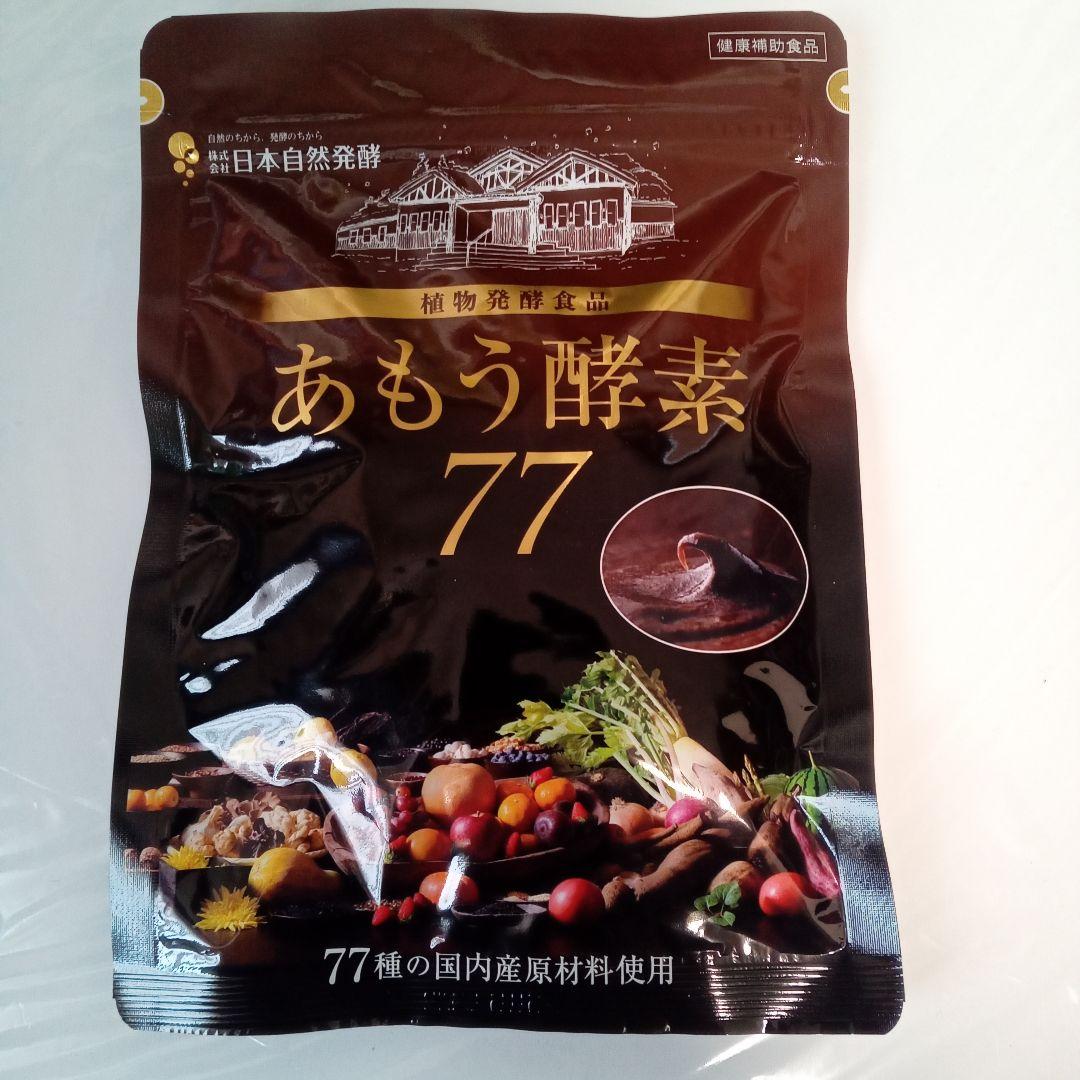 健康補助食品
自然のちから、発酵のちから
株式会社日本自然発酵
植物発酵食品
あもう酵素
77
77種の国内産原材料使用